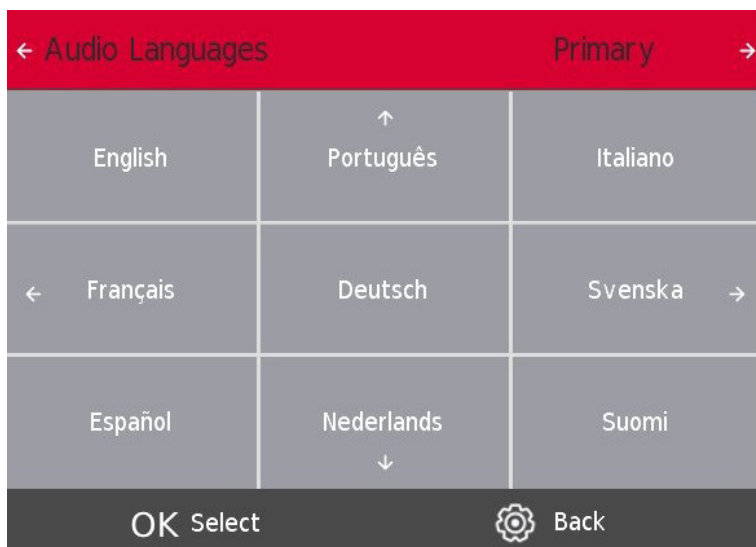 ← Audio Languages Primary →
↑
English Português Italiano
← Français Deutsch Svenska →
Español Nederlands Suomi
↓
OK Select Back